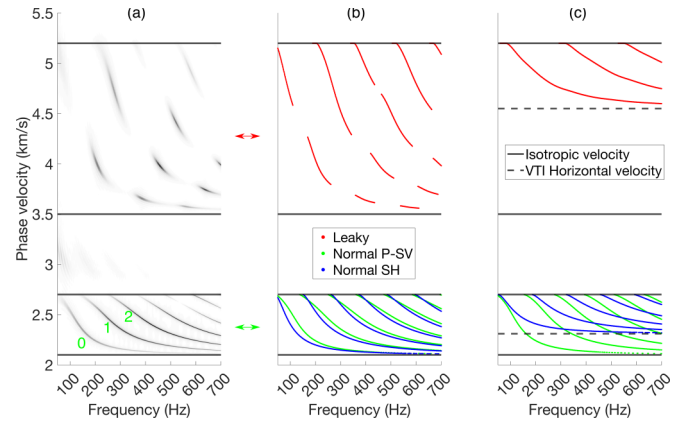 (a) (b) (c)
5.5
5
4.5
4
3.5
3
2.5
2
Phase velocity (km/s)
0 1 2
Isotropic velocity
VTI Horizontal velocity
Leaky
Normal P-SV
Normal SH
100 200 300 400 500 600 700
100 200 300 400 500 600 700
100 200 300 400 500 600 700
Frequency (Hz) Frequency (Hz) Frequency (Hz)